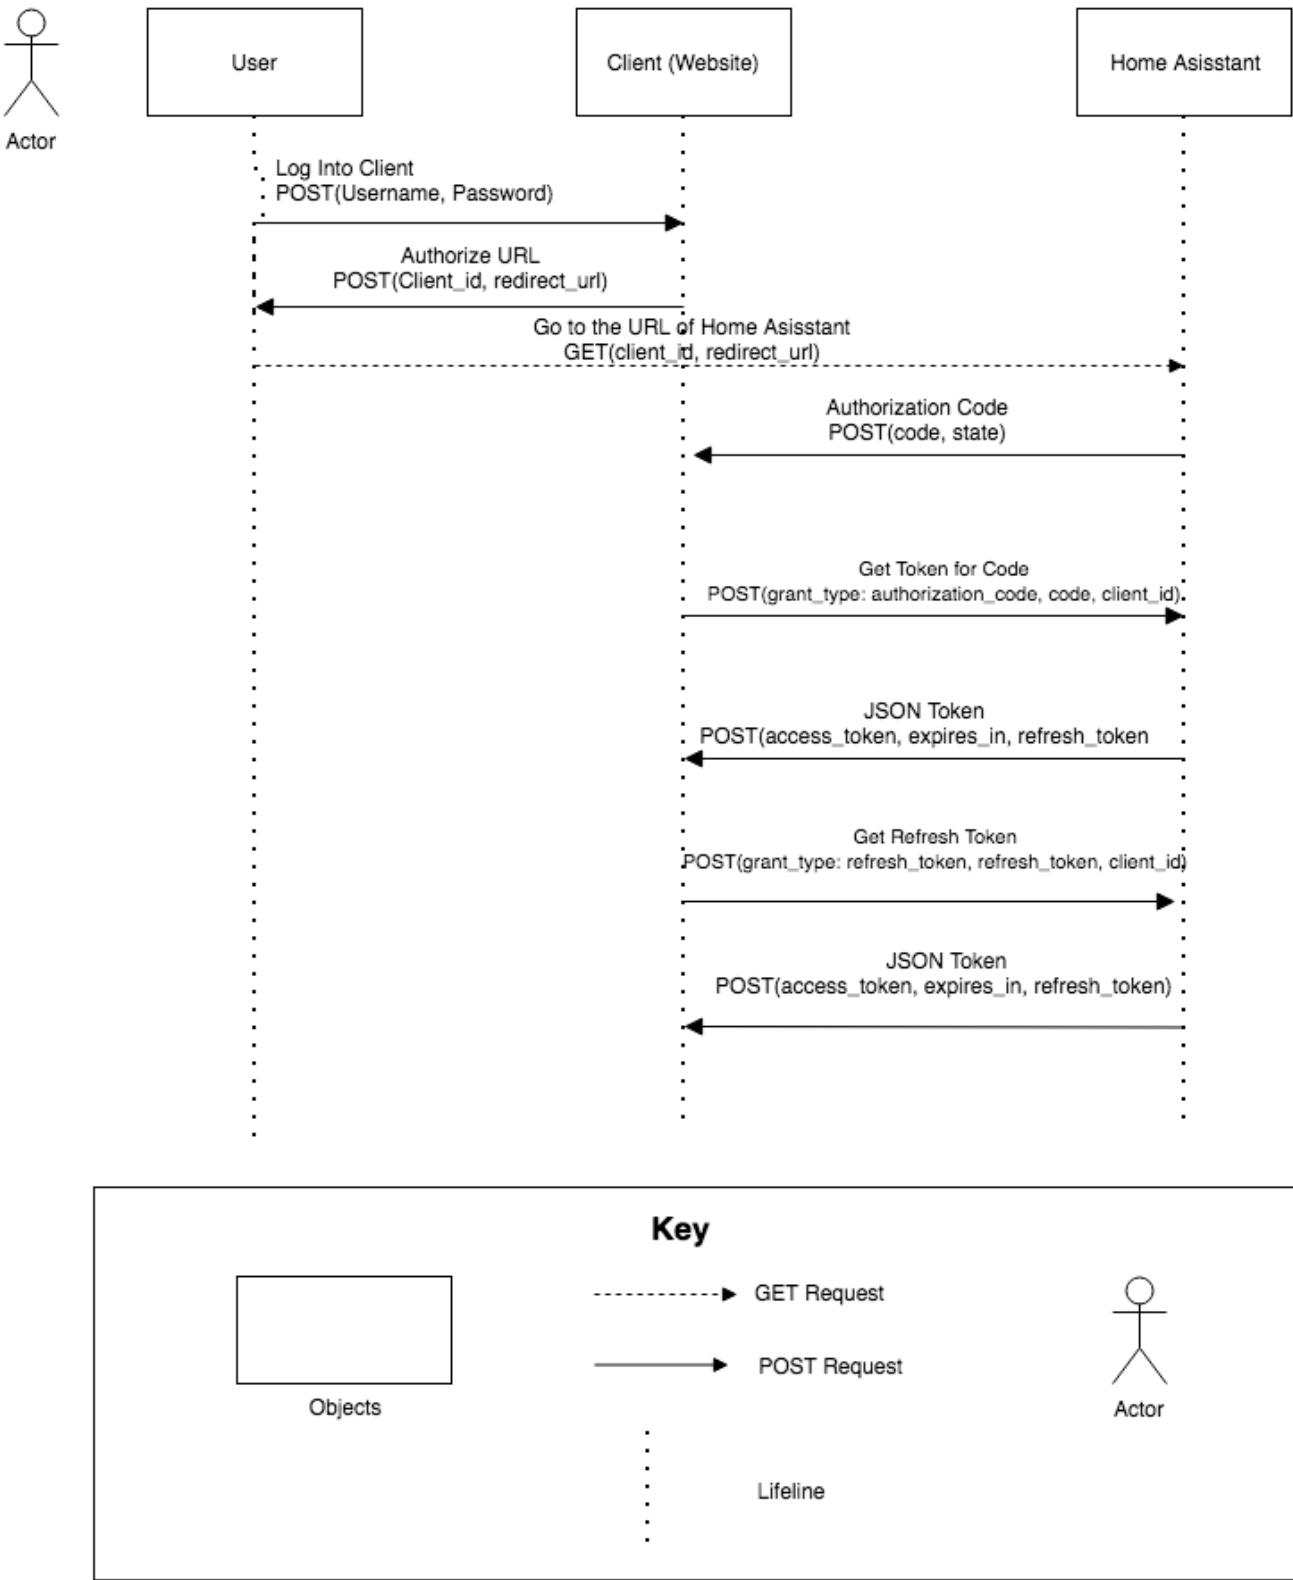 Actor
User
Client (Website)
Home Asisstant
Log Into Client
POST(Username, Password)
Authorize URL
POST(Client_id, redirect_url)
Go to the URL of Home Asisstant
GET(client_id, redirect_url)
Authorization Code
POST(code, state)
Get Token for Code
POST(grant_type: authorization_code, code, client_id)
JSON Token
POST(access_token, expires_in, refresh_token
Get Refresh Token
POST(grant_type: refresh_token, refresh_token, client_id)
JSON Token
POST(access_token, expires_in, refresh_token)
Key
GET Request
POST Request
Objects
Actor
Lifeline